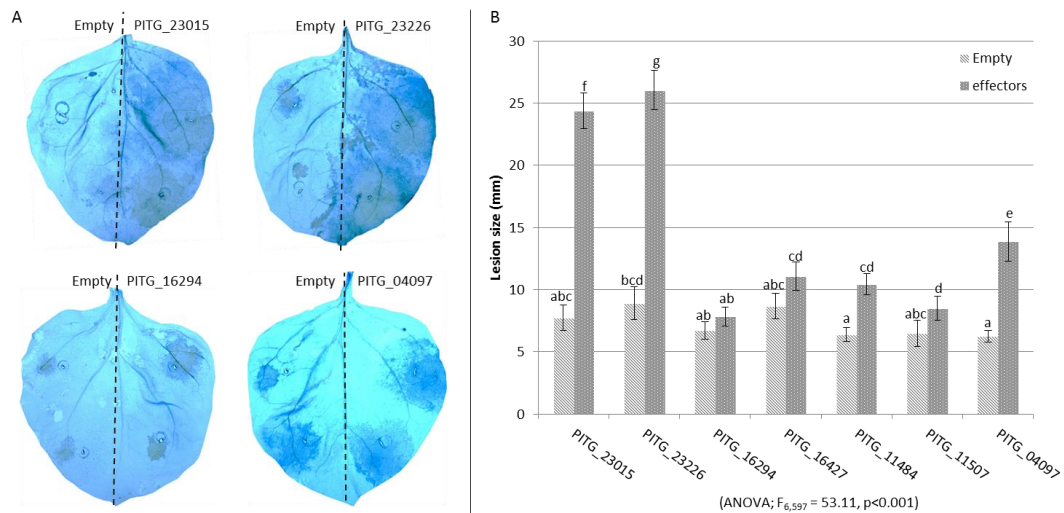 A
Empty PITG_23015
Empty PITG_23226
Empty PITG_16294
Empty PITG_04097
B
Lesion size (mm)
30
25
20
15
10
5
0
Empty
effectors
abc f
bcd g
ab ab
abc cd
a cd
abc d
a e
PITG_23015
PITG_23226
PITG_16294
PITG_16427
PITG_11484
PITG_11507
PITG_04097
(ANOVA; F6,597 = 53.11, p<0.001)